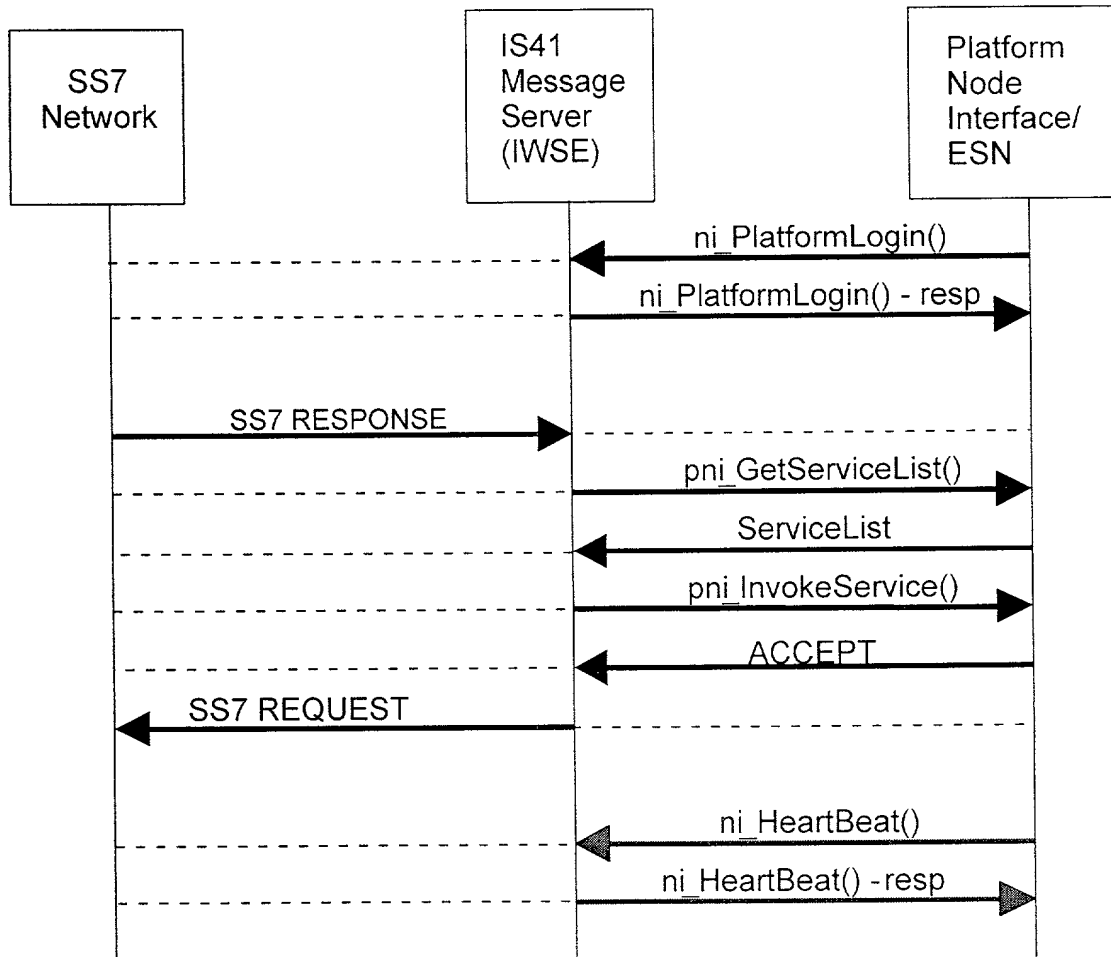 SS7
Network
IS41
Message
Server
(IWSE)
Platform
Node
Interface/
ESN
ni_PlatformLogin()
ni_PlatformLogin() - resp
SS7 RESPONSE
pni_GetServiceList()
ServiceList
pni_InvokeService()
ACCEPT
SS7 REQUEST
ni_HeartBeat()
ni_HeartBeat() - resp